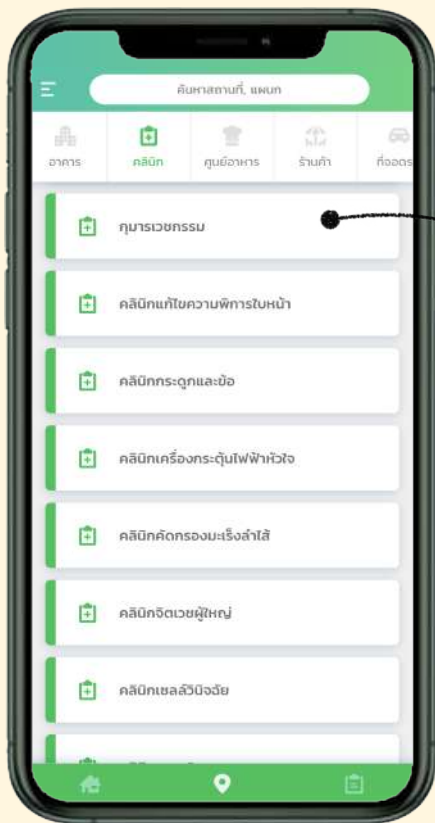 ค้นหาสถานที่, แผนก
อาคาร
คลินิก
ศูนย์อาหาร
ร้านค้า
ที่จอดร
กุมารเวชกรรม
คลินิกแก้ไขความพิการใบหน้า
คลินิกกระดูกและข้อ
คลินิกเครื่องกระตุ้นไฟฟ้าหัวใจ
คลินิกคัดกรองมะเร็งลำไส้
คลินิกจิตเวชผู้ใหญ่
คลินิกเซลล์วินิจฉัย